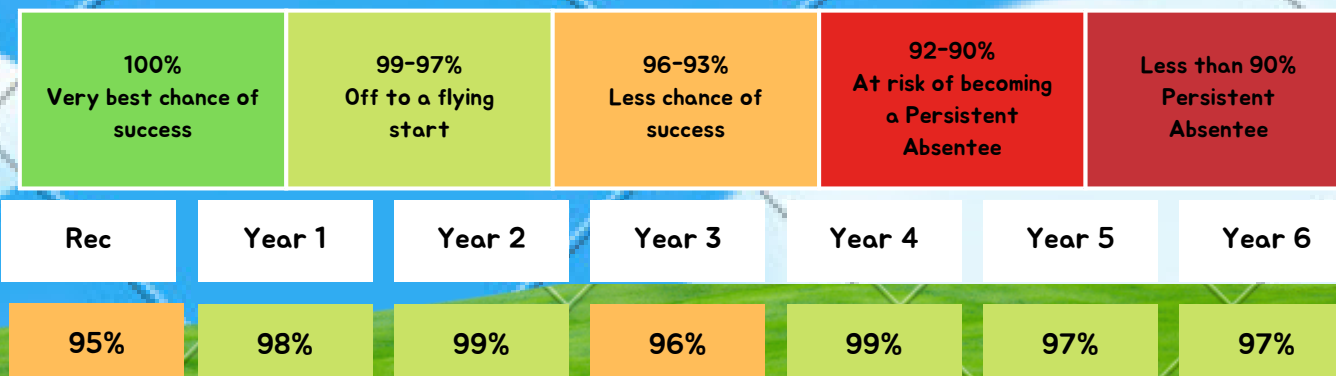 100%
Very best chance of
success
99-97%
Off to a flying
start
96-93%
Less chance of
success
92-90%
At risk of becoming
a Persistent
Absentee
Less than 90%
Persistent
Absentee
Rec
Year 1
Year 2
Year 3
Year 4
Year 5
Year 6
95%
98%
99%
96%
99%
97%
97%